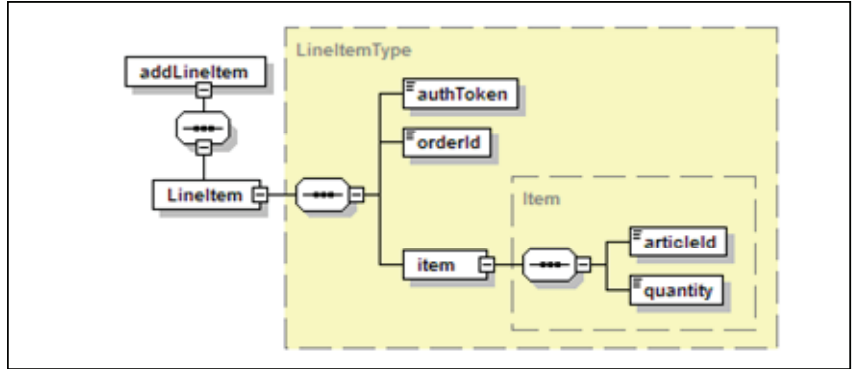 LineItemType
addLineItem
authToken
orderId
LineItem
Item
articleId
item
quantity